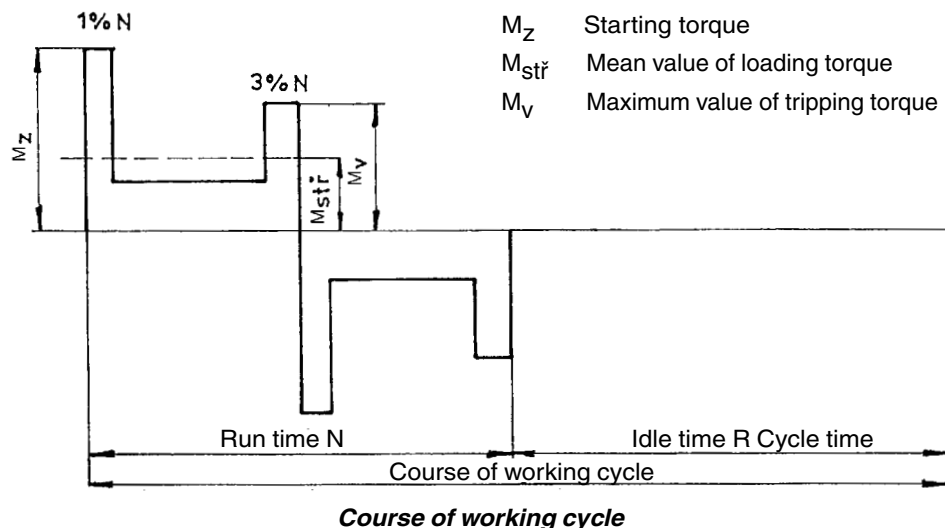 1% N
M_Z Starting torque
M_stř Mean value of loading torque
3% N
M_V Maximum value of tripping torque
M_Z
M_stř
M_V
Run time N
Idle time R Cycle time
Course of working cycle
Course of working cycle